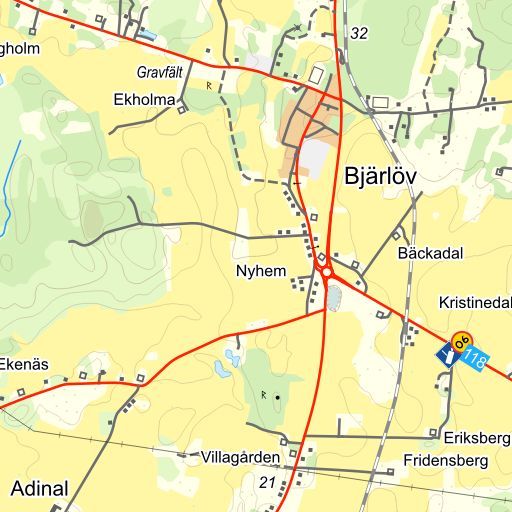 32
gholm
Gravfält
R
Ekholma
Bjärlöv
Bäckadal
Nyhem
Kristinedal
118
Ekenäs
R
Eriksberg
Villagården
Fridensberg
21
Adinal